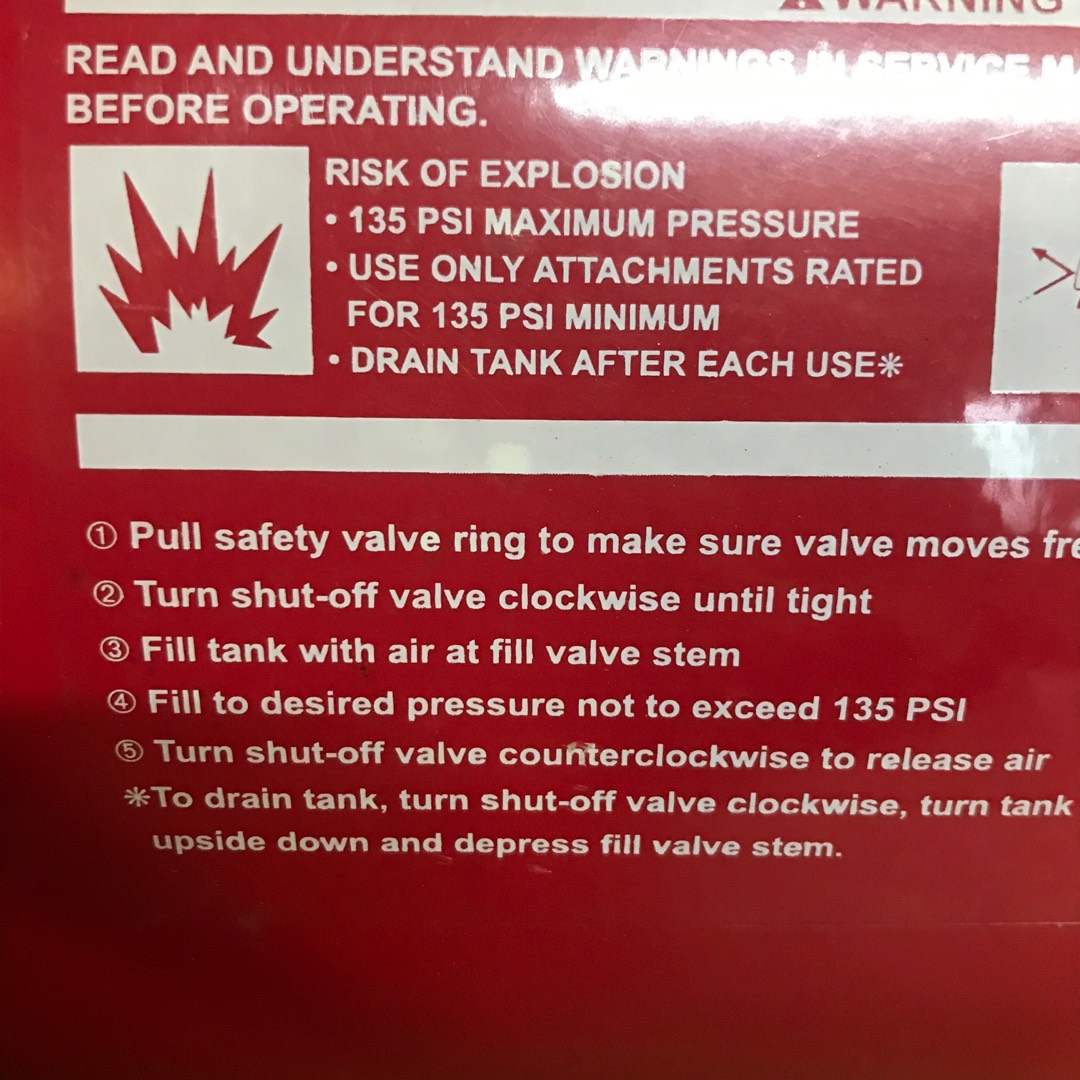 WARNING
READ AND UNDERSTAND WARNINGS IN SERVICE
BEFORE OPERATING.
RISK OF EXPLOSION
• 135 PSI MAXIMUM PRESSURE
• USE ONLY ATTACHMENTS RATED
FOR 135 PSI MINIMUM
• DRAIN TANK AFTER EACH USE*
① Pull safety valve ring to make sure valve moves
② Turn shut-off valve clockwise until tight
③ Fill tank with air at fill valve stem
④ Fill to desired pressure not to exceed 135 PSI
⑤ Turn shut-off valve counterclockwise to release air
*To drain tank, turn shut-off valve clockwise, turn tank
upside down and depress fill valve stem.